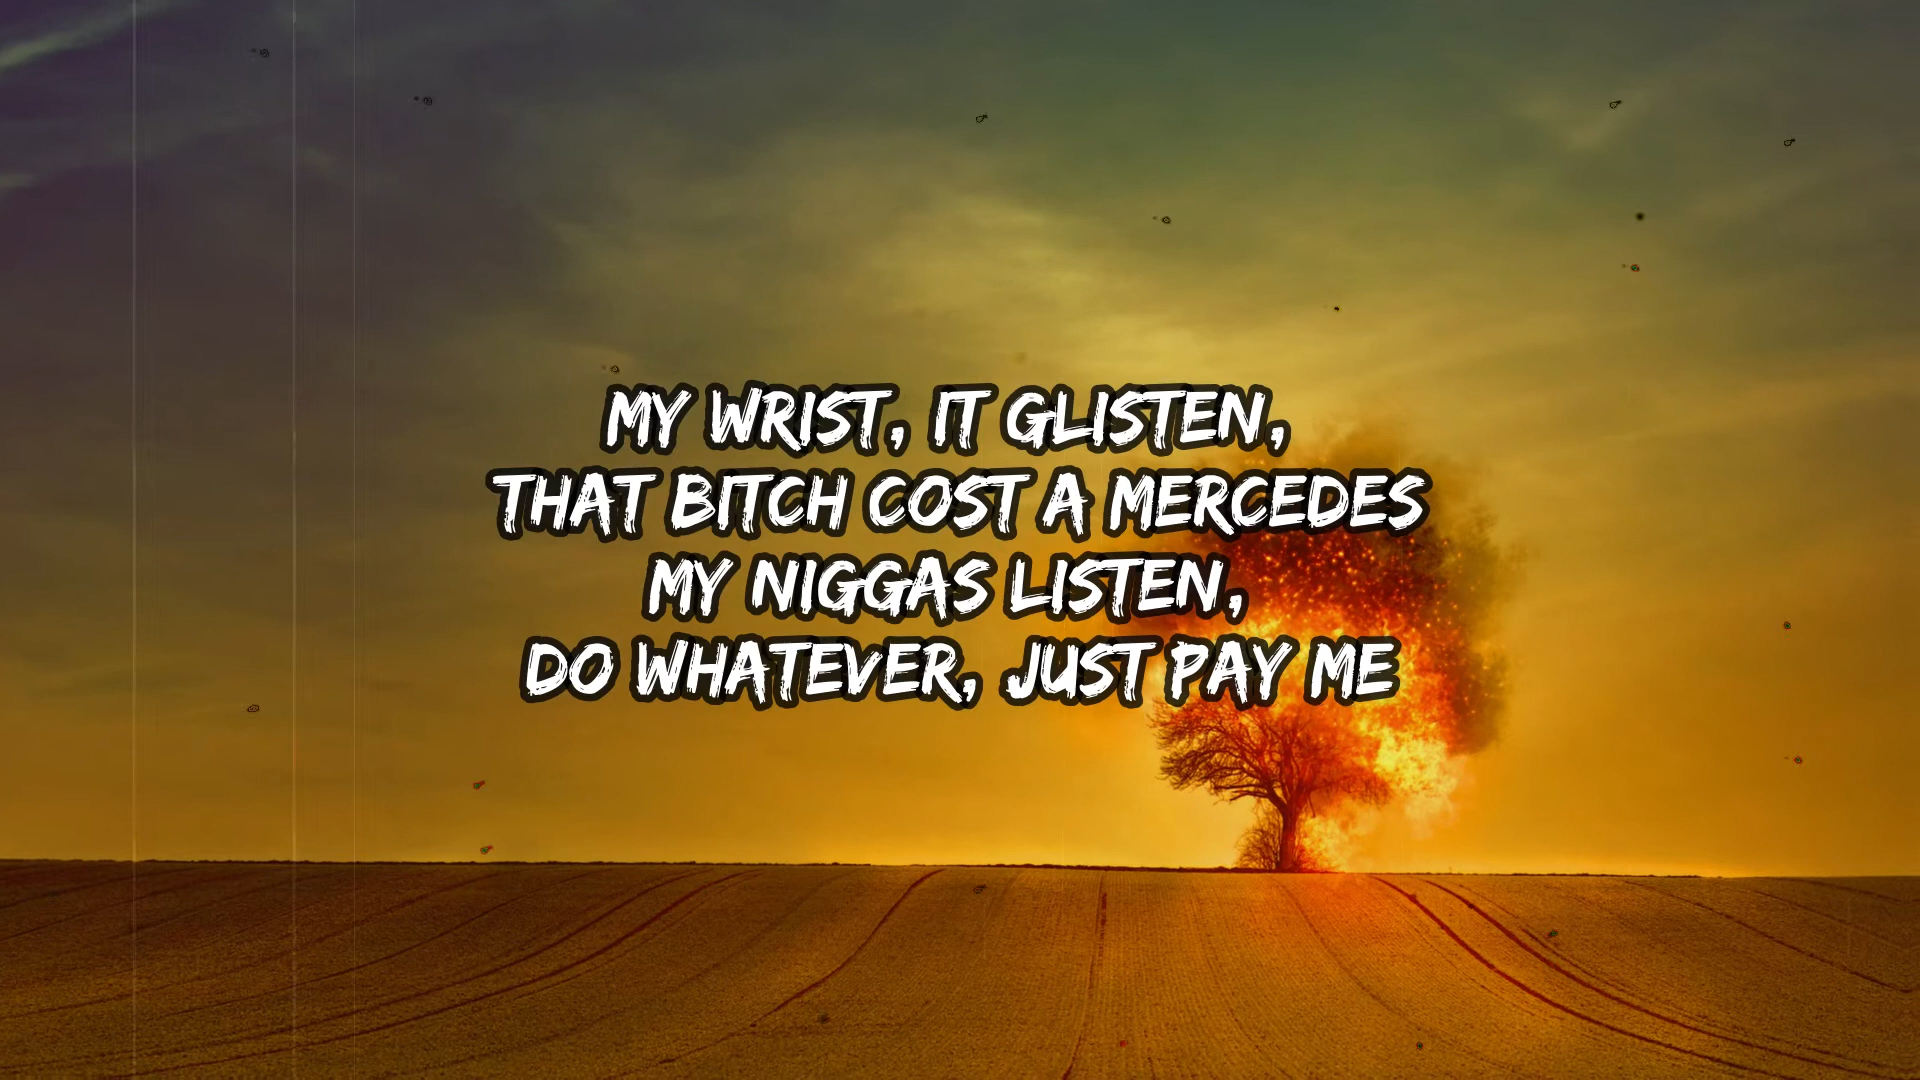 MY WRIST, IT GLISTEN,
THAT BITCH COST A MERCEDES
MY NIGGAS LISTEN,
DO WHATEVER, JUST PAY ME